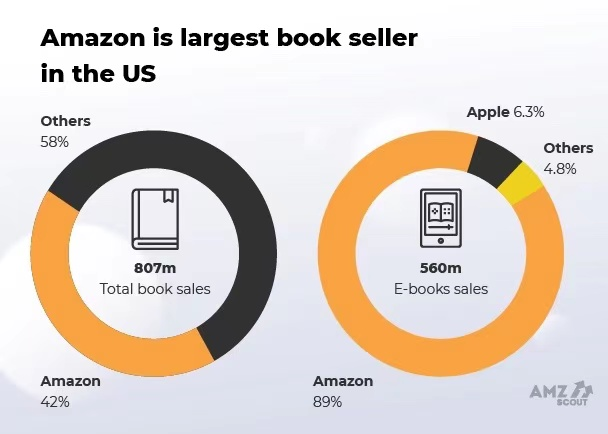 Amazon is largest book seller
in the US
Others
58%
807m
Total book sales
Amazon
42%
Apple 6.3%
Others
4.8%
560m
E-books sales
Amazon
89%
AMZ
SCOUT